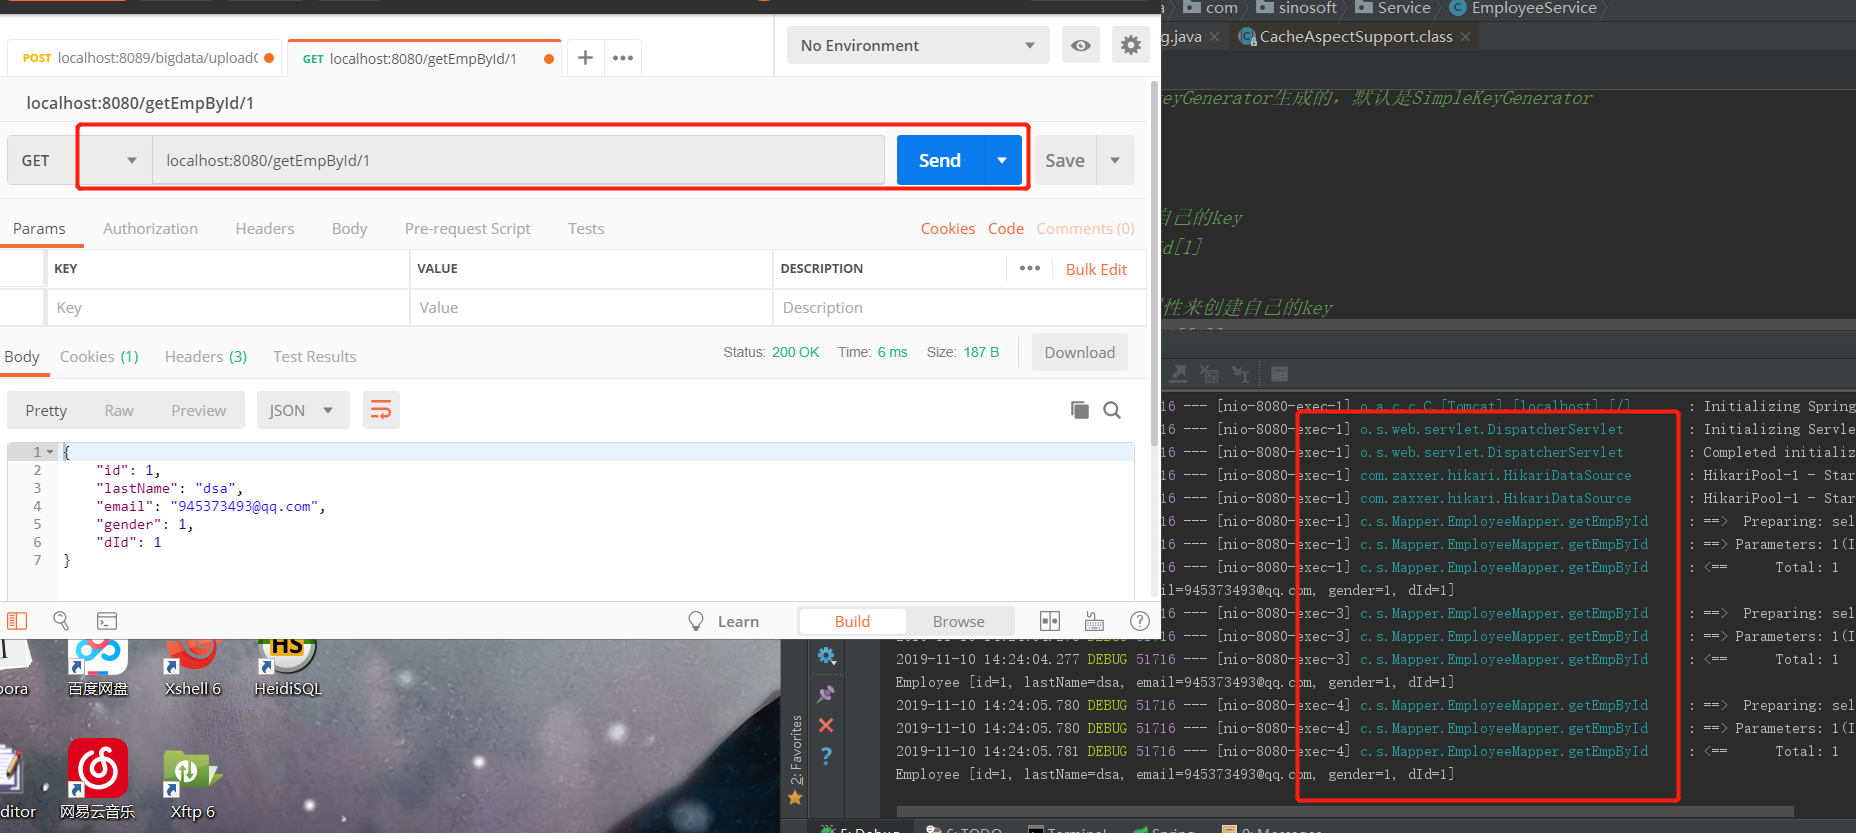 POST localhost:8089/bigdata/upload
GET localhost:8080/getEmpById/1
No Environment
localhost:8080/getEmpById/1
GET
localhost:8080/getEmpById/1
Send
Save
Params
Authorization
Headers
Body
Pre-request Script
Tests
Cookies
Code
Comments (0)
KEY
VALUE
DESCRIPTION
Bulk Edit
Key
Value
Description
Body
Cookies (1)
Headers (3)
Test Results
Status: 200 OK
Time: 6 ms
Size: 187 B
Download
Pretty
Raw
Preview
JSON
1 {
2 "id": 1,
3 "lastName": "dsa",
4 "email": "945373493@qq.com",
5 "gender": 1,
6 "dId": 1
7 }
Learn
Build
Browse
com
sinosoft
Service
EmployeeService
g.java
CacheAspectSupport.class
eyGenerator生成的，默认是SimpleKeyGenerator
自己的key
d[1]
性来创建自己的key
16 --- [nio-8080-exec-1] o.a.c.c.C.[Tomcat].[localhost].[/] : Initializing Spring
16 --- [nio-8080-exec-1] o.s.web.servlet.DispatcherServlet : Initializing Servle
16 --- [nio-8080-exec-1] o.s.web.servlet.DispatcherServlet : Completed initializ
16 --- [nio-8080-exec-1] com.zaxxer.hikari.HikariDataSource : HikariPool-1 - Star
16 --- [nio-8080-exec-1] com.zaxxer.hikari.HikariDataSource : HikariPool-1 - Star
16 --- [nio-8080-exec-1] c.s.Mapper.EmployeeMapper.getEmpById : ==> Preparing: sel
16 --- [nio-8080-exec-1] c.s.Mapper.EmployeeMapper.getEmpById : ==> Parameters: 1(I
16 --- [nio-8080-exec-1] c.s.Mapper.EmployeeMapper.getEmpById : <== Total: 1
il=945373493@qq.com, gender=1, dId=1]
16 --- [nio-8080-exec-3] c.s.Mapper.EmployeeMapper.getEmpById : ==> Preparing: sel
16 --- [nio-8080-exec-3] c.s.Mapper.EmployeeMapper.getEmpById : ==> Parameters: 1(I
2019-11-10 14:24:04.277 DEBUG 51716 --- [nio-8080-exec-3] c.s.Mapper.EmployeeMapper.getEmpById : <== Total: 1
Employee [id=1, lastName=dsa, email=945373493@qq.com, gender=1, dId=1]
2019-11-10 14:24:05.780 DEBUG 51716 --- [nio-8080-exec-4] c.s.Mapper.EmployeeMapper.getEmpById : ==> Preparing: sel
2019-11-10 14:24:05.780 DEBUG 51716 --- [nio-8080-exec-4] c.s.Mapper.EmployeeMapper.getEmpById : ==> Parameters: 1(I
2019-11-10 14:24:05.781 DEBUG 51716 --- [nio-8080-exec-4] c.s.Mapper.EmployeeMapper.getEmpById : <== Total: 1
Employee [id=1, lastName=dsa, email=945373493@qq.com, gender=1, dId=1]
2: Favorites
5: Debug
6: TODO
Terminal
Spring
0: Messages
ora
百度网盘
Xshell 6
HS
HeidiSQL
ditor
网易云音乐
Xftp 6